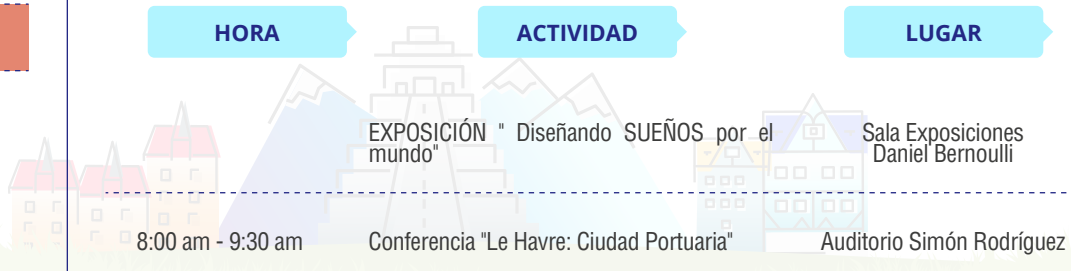 HORA ACTIVIDAD LUGAR
EXPOSICIÓN " Diseñando SUEÑOS por el
mundo"
Sala Exposiciones
Daniel Bernoulli
8:00 am - 9:30 am Conferencia "Le Havre: Ciudad Portuaria" Auditorio Simón Rodríguez